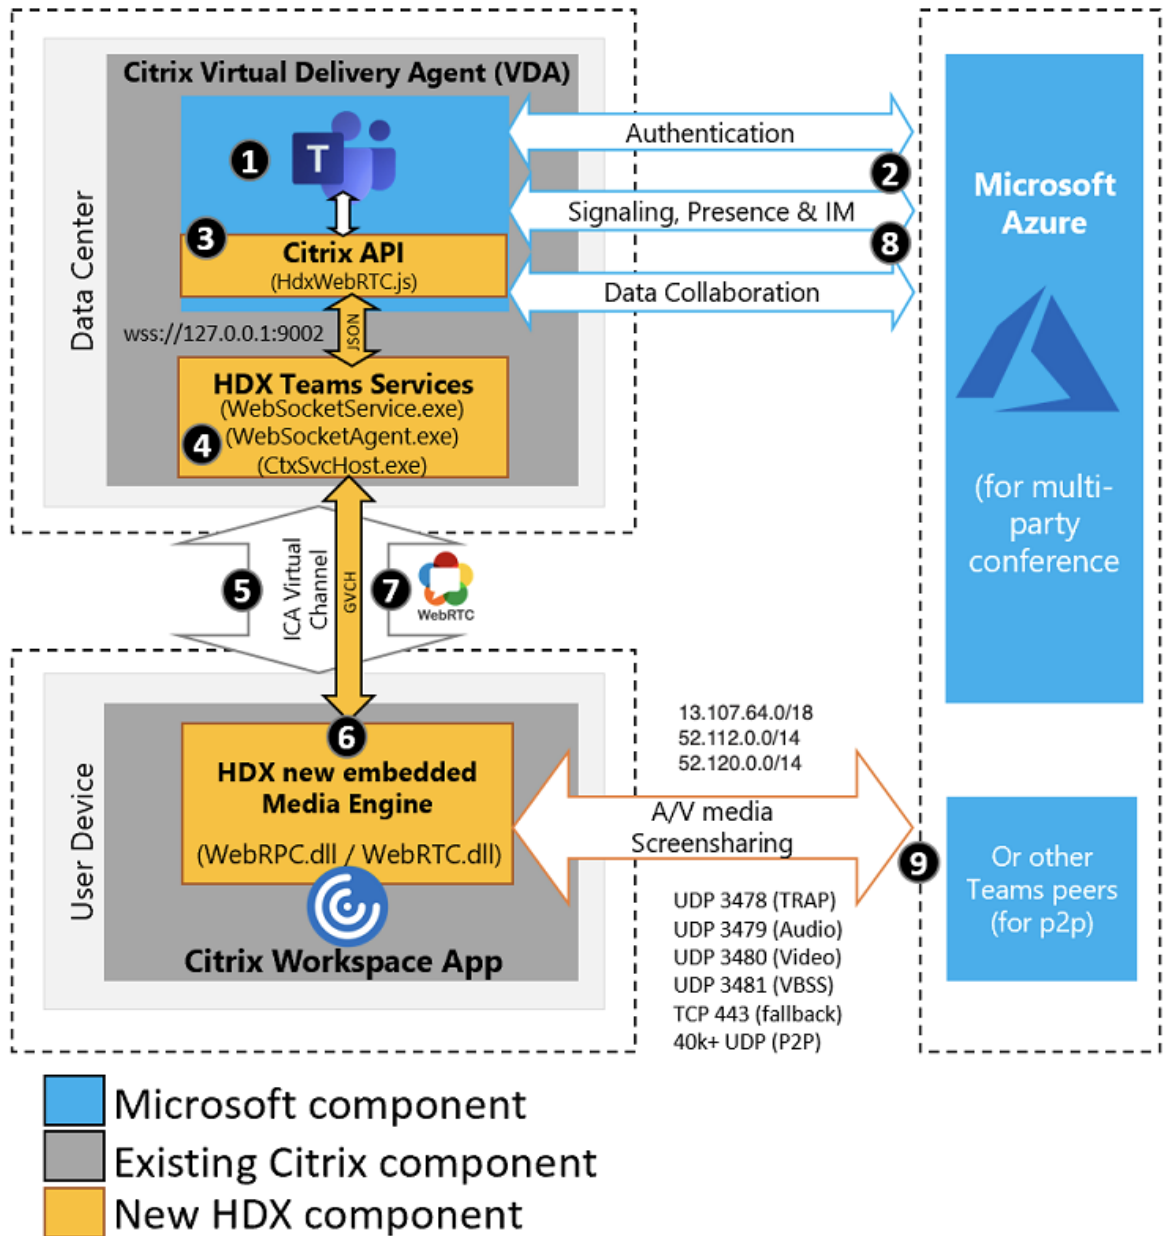 Citrix Virtual Delivery Agent (VDA)
T
1
Authentication
2
Microsoft
Azure
Data Center
3
Citrix API
(HdxWebRTC.js)
Signaling, Presence & IM
8
Data Collaboration
wss://127.0.0.1:9002
JSON
HDX Teams Services
(WebSocketService.exe)
4
(WebSocketAgent.exe)
(CtxSvcHost.exe)
(for multi-
party
conference
5
ICA Virtual
Channel
GVCH
7
WebRTC
User Device
6
HDX new embedded
Media Engine
(WebRPC.dll / WebRTC.dll)
Citrix Workspace App
13.107.64.0/18
52.112.0.0/14
52.120.0.0/14
A/V media
Screensharing
9
Or other
Teams peers
(for p2p)
UDP 3478 (TRAP)
UDP 3479 (Audio)
UDP 3480 (Video)
UDP 3481 (VBSS)
TCP 443 (fallback)
40k+ UDP (P2P)
Microsoft component
Existing Citrix component
New HDX component